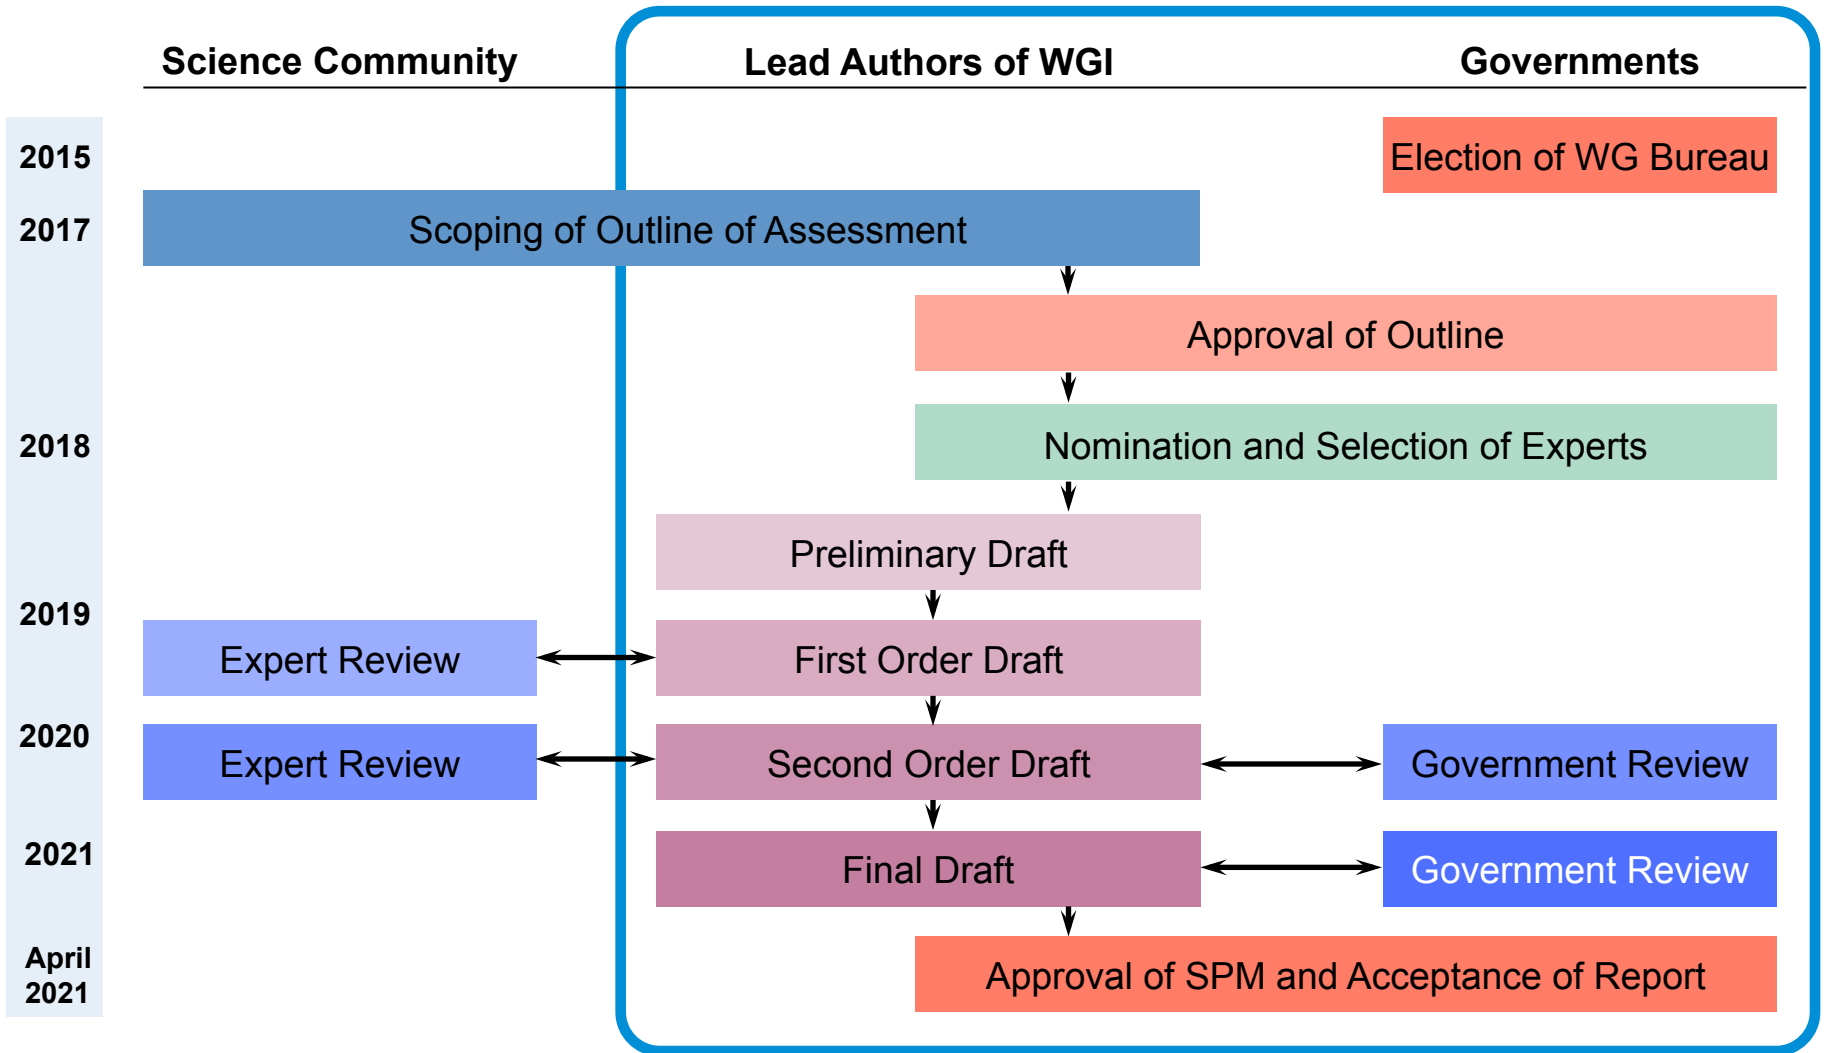 Science Community
Lead Authors of WGI
Governments
2015
Election of WG Bureau
2017
Scoping of Outline of Assessment
Approval of Outline
2018
Nomination and Selection of Experts
Preliminary Draft
2019
Expert Review
First Order Draft
2020
Expert Review
Second Order Draft
Government Review
2021
Final Draft
Government Review
April
2021
Approval of SPM and Acceptance of Report